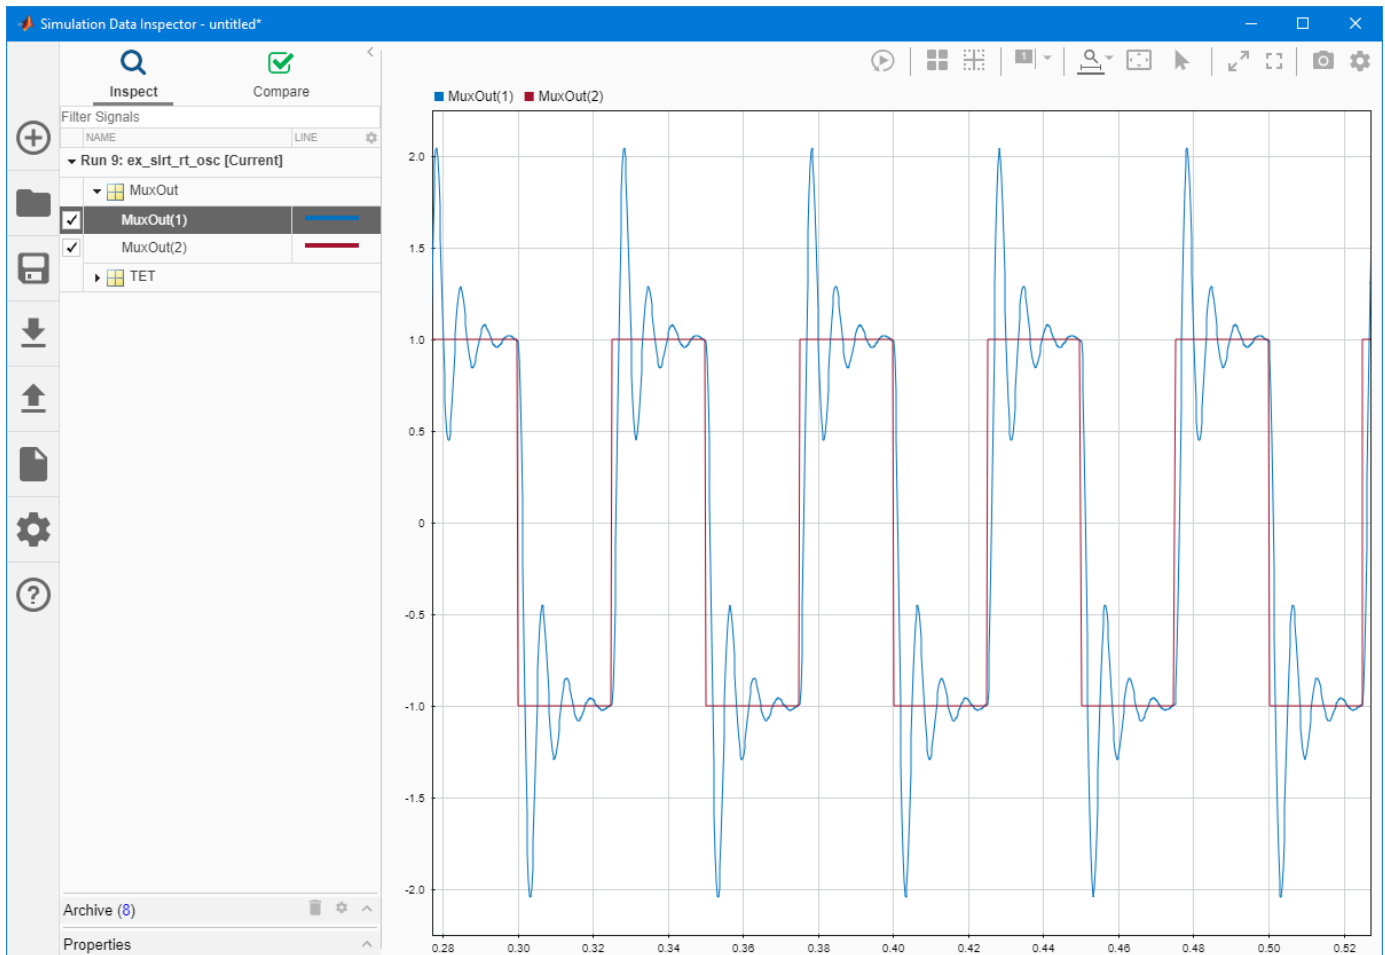 Simulation Data Inspector - untitled*
Inspect
Compare
Filter Signals
NAME
LINE
Run 9: ex_slrt_rt_osc [Current]
MuxOut
MuxOut(1)
MuxOut(2)
TET
Archive (8)
Properties
1
MuxOut(1) MuxOut(2)
2.0
1.5
1.0
0.5
0
-0.5
-1.0
-1.5
-2.0
0.28 0.30 0.32 0.34 0.36 0.38 0.40 0.42 0.44 0.46 0.48 0.50 0.52